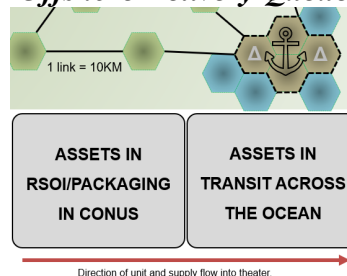 1 link = 10KM
Δ Δ
ASSETS IN
RSOI/PACKAGING
IN CONUS
ASSETS IN
TRANSIT ACROSS
THE OCEAN
Direction of unit and supply flow into theater.